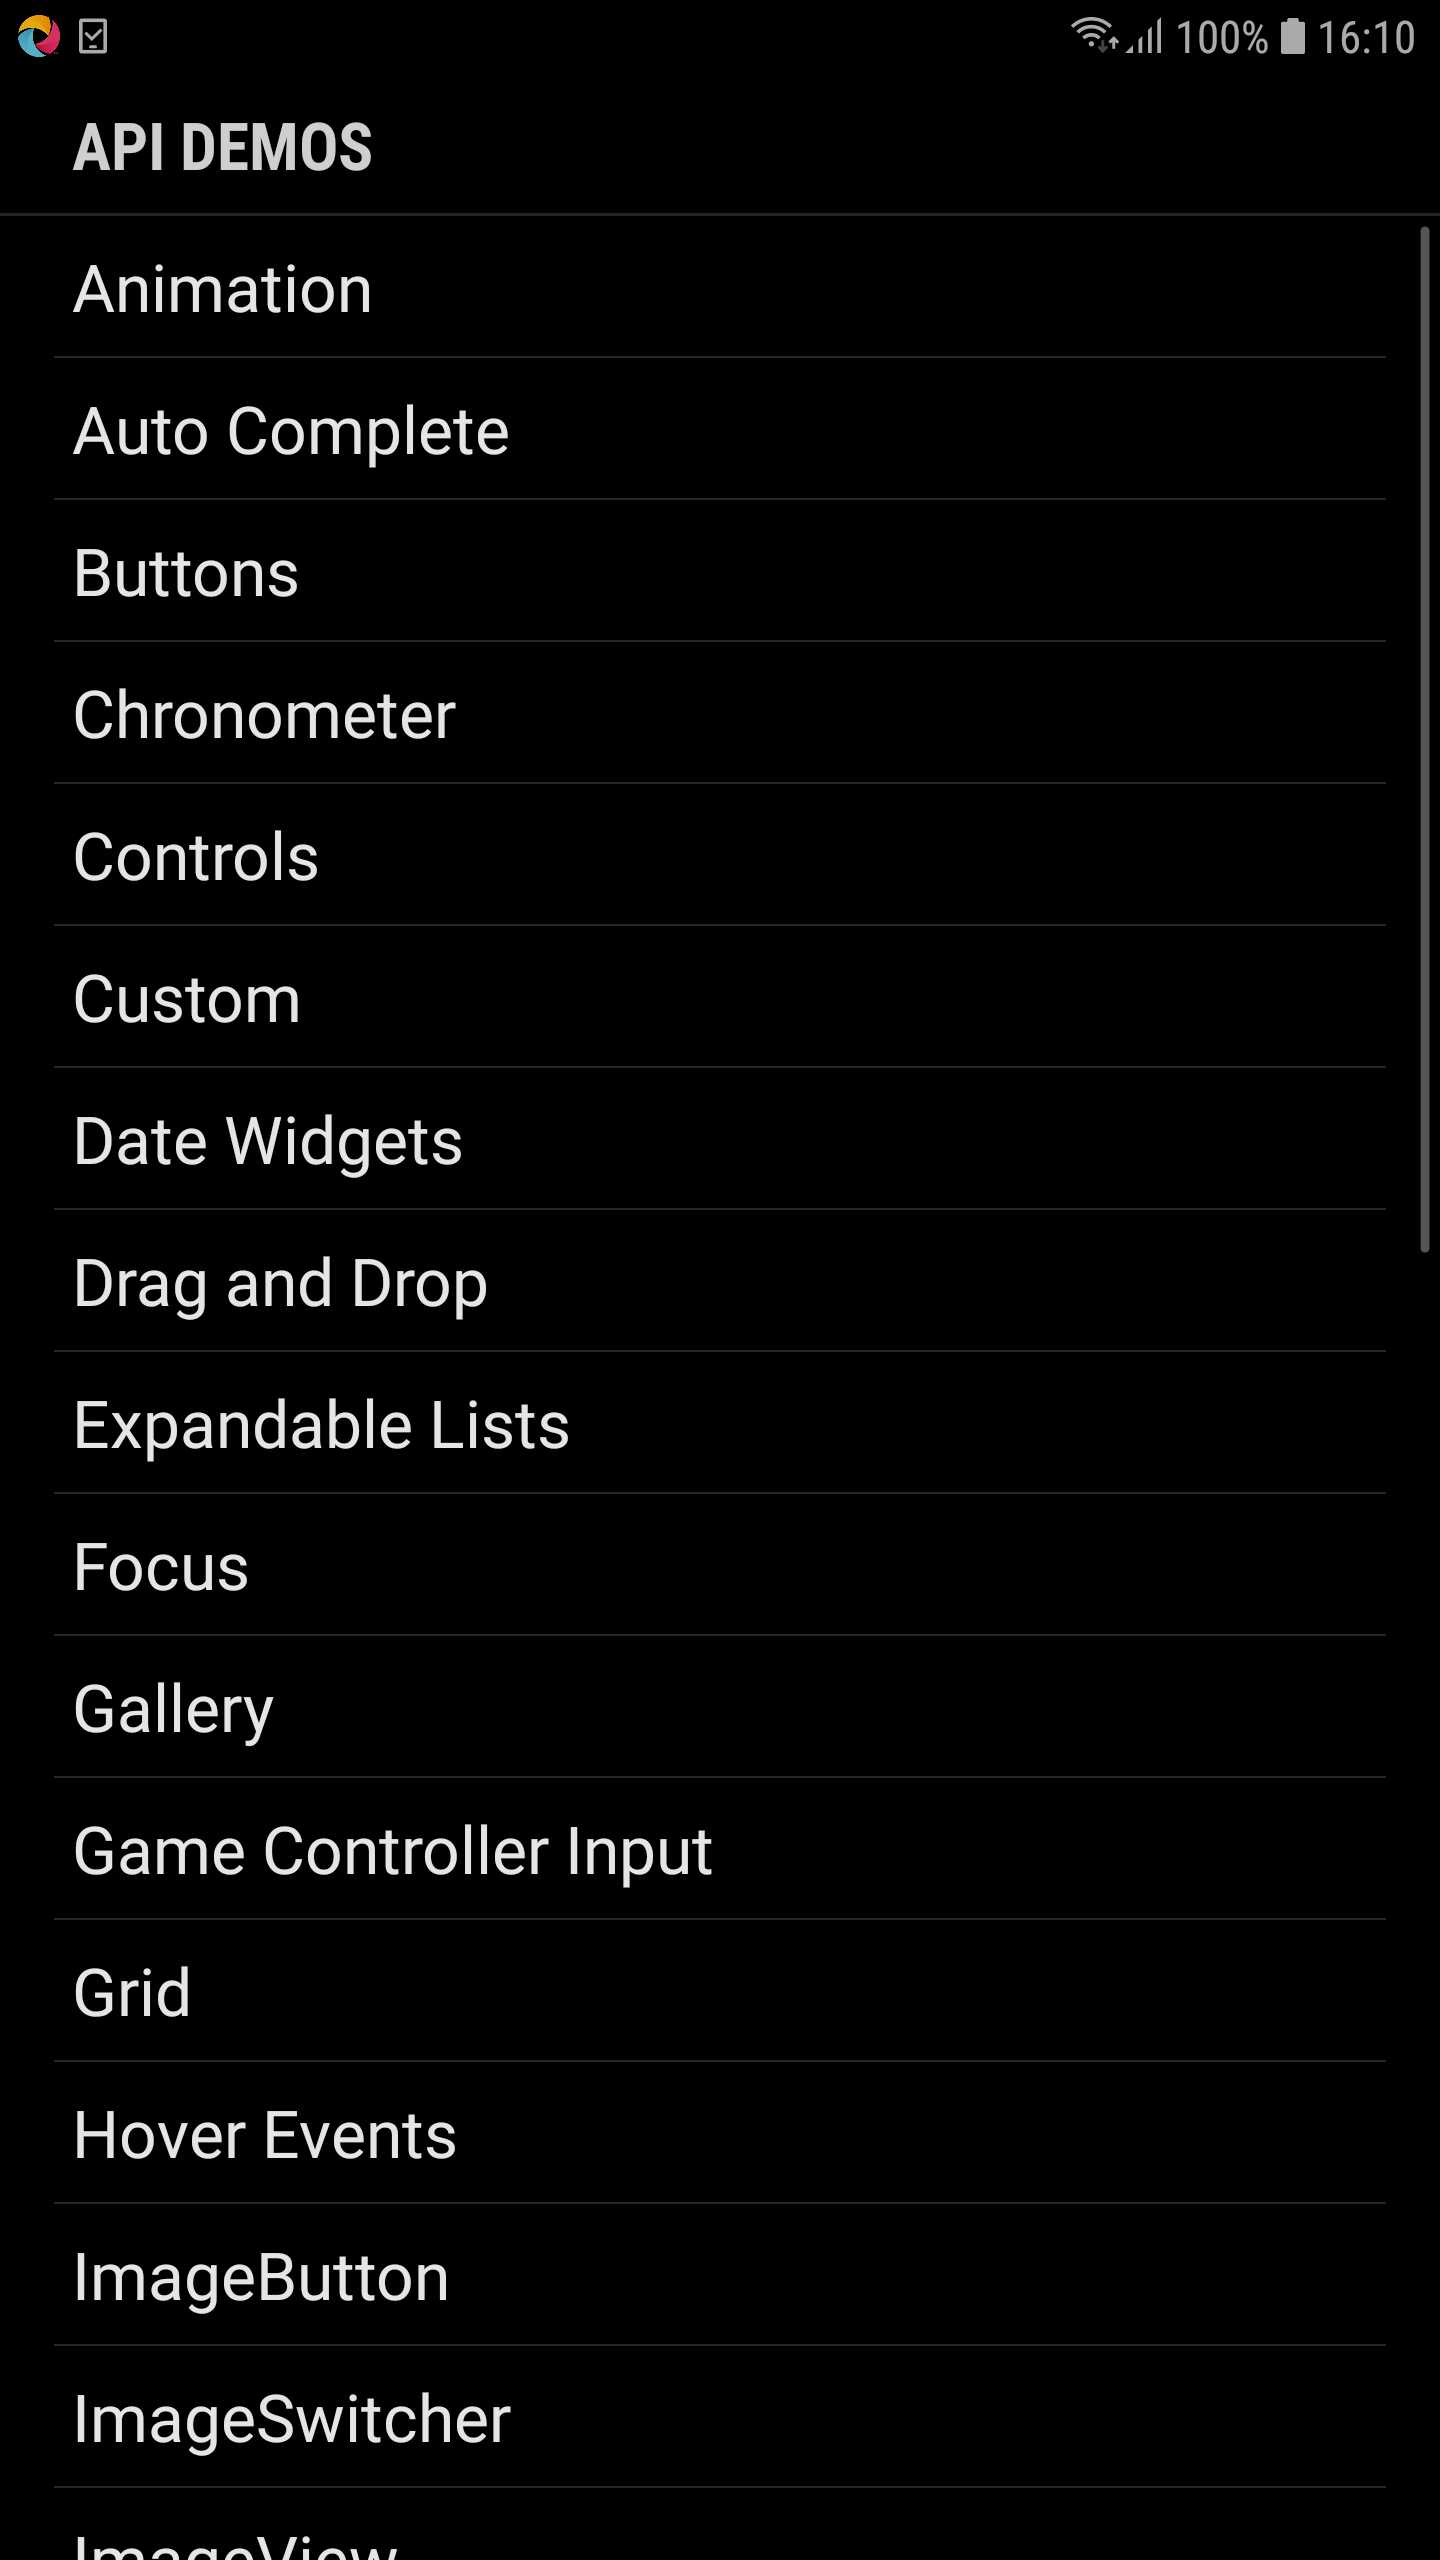 100% 16:10
API DEMOS
Animation
Auto Complete
Buttons
Chronometer
Controls
Custom
Date Widgets
Drag and Drop
Expandable Lists
Focus
Gallery
Game Controller Input
Grid
Hover Events
ImageButton
ImageSwitcher
ImageView